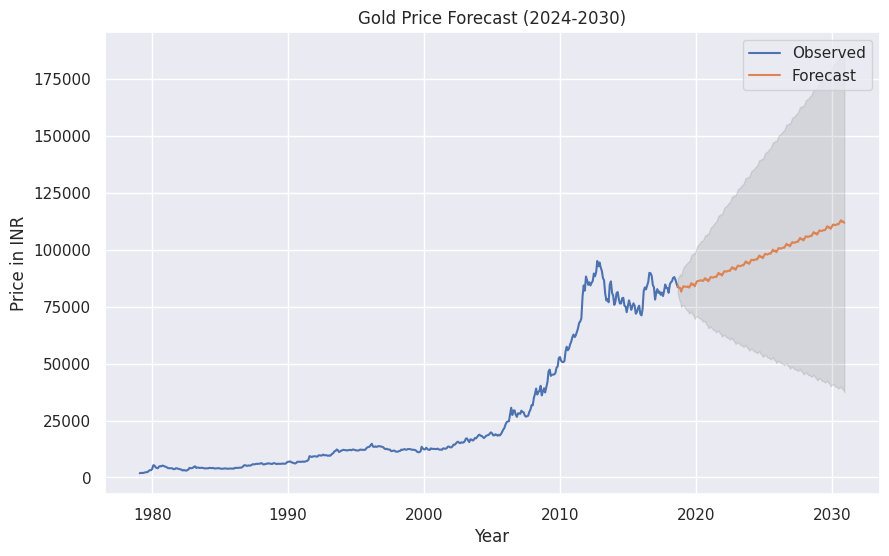 Gold Price Forecast (2024-2030)
Observed
Forecast
175000
150000
125000
100000
75000
50000
25000
0
Price in INR
1980 1990 2000 2010 2020 2030
Year